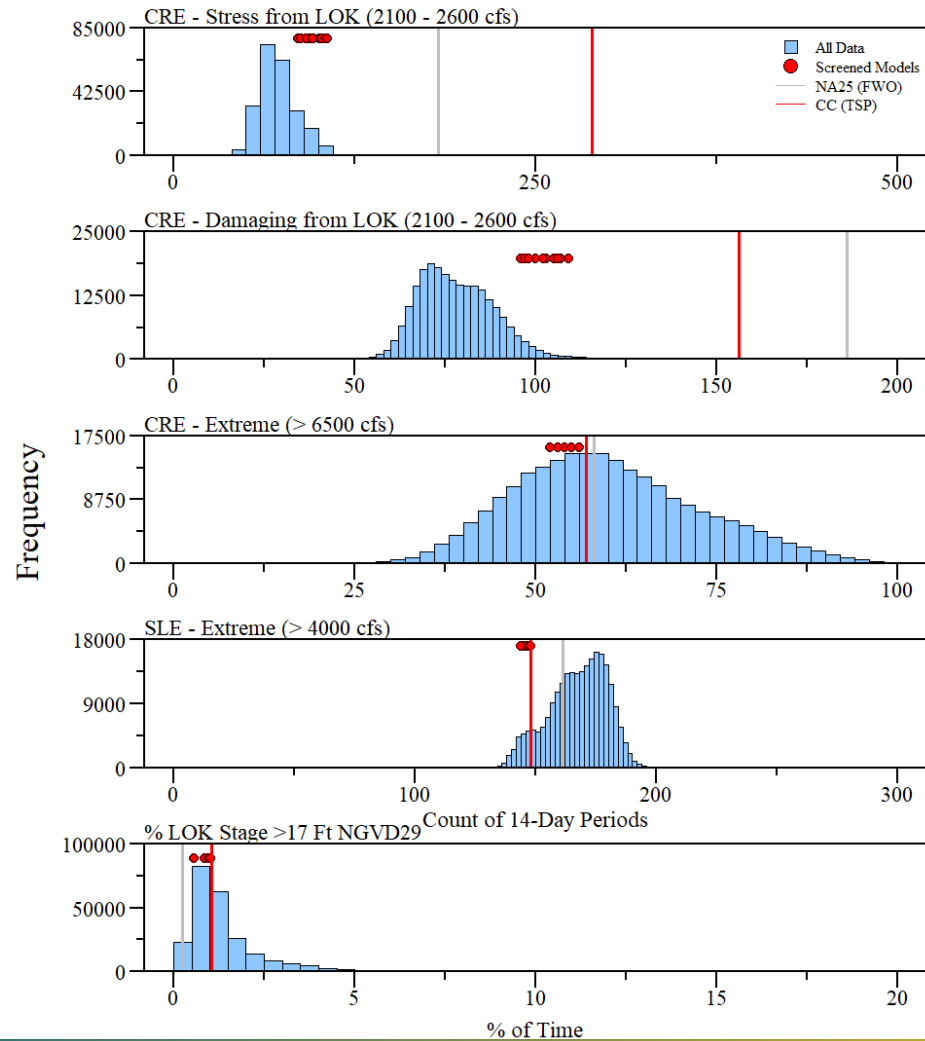 CRE - Stress from LOK (2100 - 2600 cfs)
85000
42500
0
0 250 500
All Data
Screened Models
NA25 (FWO)
CC (TSP)
CRE - Damaging from LOK (2100 - 2600 cfs)
25000
12500
0
0 50 100 150 200
CRE - Extreme (> 6500 cfs)
17500
8750
0
0 25 50 75 100
Frequency
SLE - Extreme (> 4000 cfs)
18000
9000
0
0 100 200 300
Count of 14-Day Periods
% LOK Stage >17 Ft NGVD29
100000
50000
0
0 5 10 15 20
% of Time